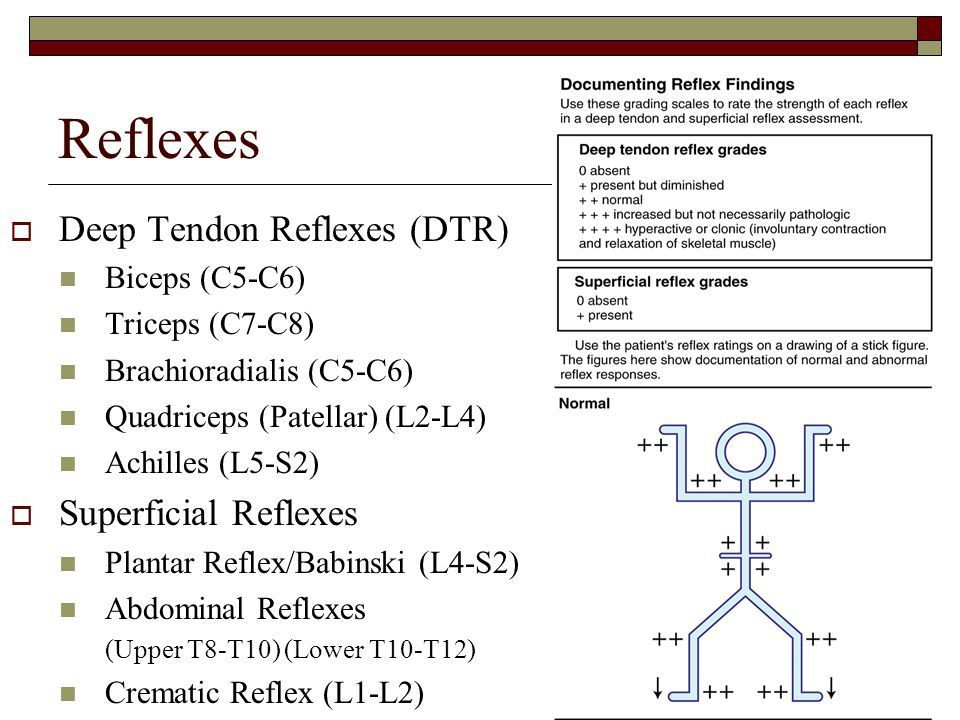 Reflexes
Deep Tendon Reflexes (DTR)
Biceps (C5-C6)
Triceps (C7-C8)
Brachioradialis (C5-C6)
Quadriceps (Patellar) (L2-L4)
Achilles (L5-S2)
Superficial Reflexes
Plantar Reflex/Babinski (L4-S2)
Abdominal Reflexes
(Upper T8-T10) (Lower T10-T12)
Crematic Reflex (L1-L2)
Documenting Reflex Findings
Use these grading scales to rate the strength of each reflex
in a deep tendon and superficial reflex assessment.
Deep tendon reflex grades
0 absent
+ present but diminished
+ + normal
+ + + increased but not necessarily pathologic
+ + + + hyperactive or clonic (involuntary contraction
and relaxation of skeletal muscle)
Superficial reflex grades
0 absent
+ present
Use the patient's reflex ratings on a drawing of a stick figure.
The figures here show documentation of normal and abnormal
reflex responses.
Normal
++ ++
++ ++
+ +
+ +
++ ++
↓ ++ ++ ↓